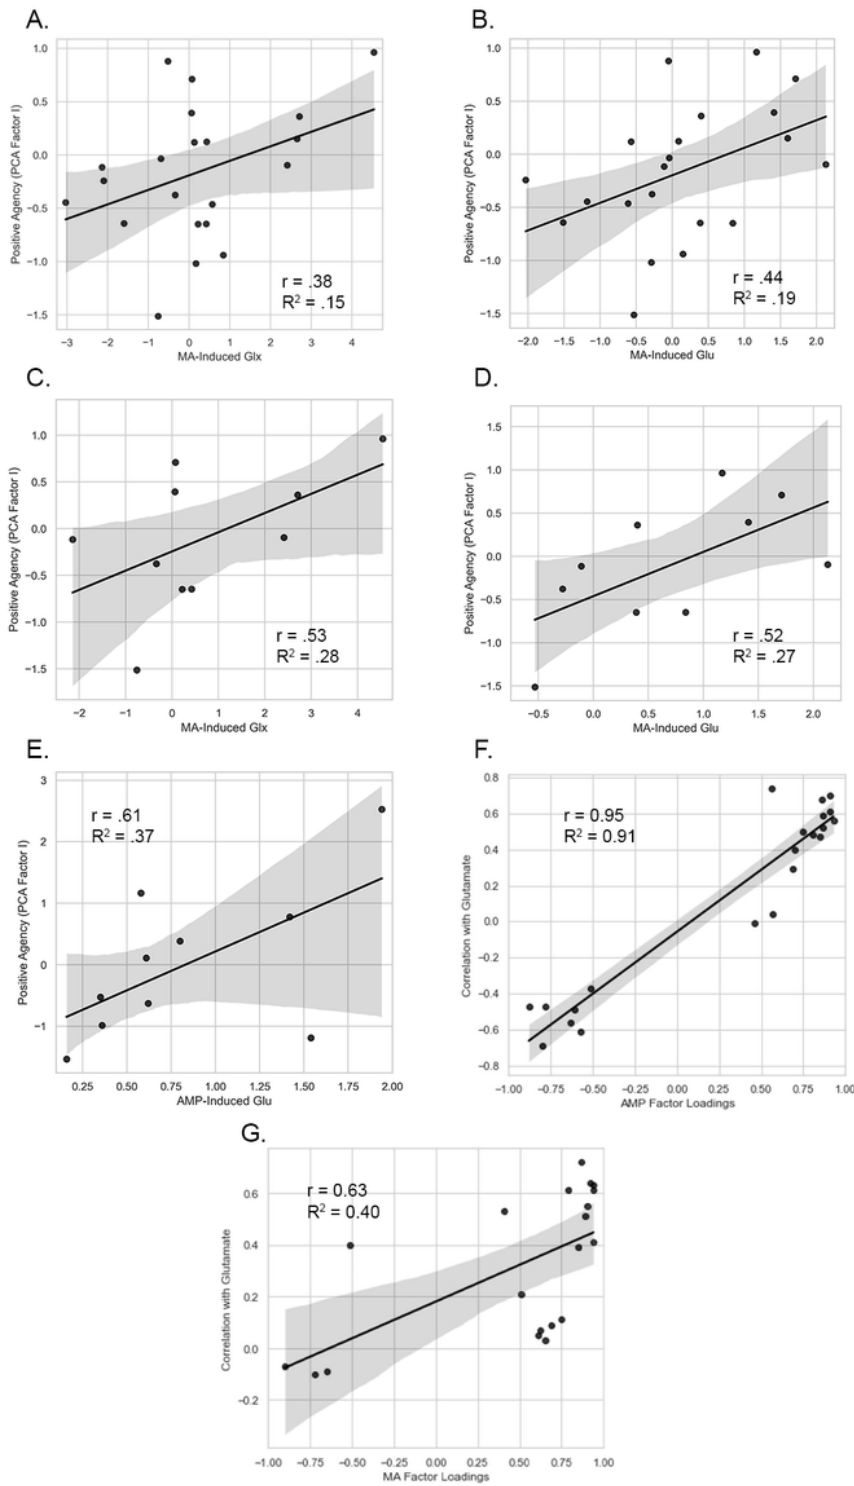 A.
Positive Agency (PCA Factor I)
1.0
0.5
0.0
−0.5
−1.0
−1.5
r = .38
R² = .15
−3 −2 −1 0 1 2 3 4
MA-Induced Glx
B.
Positive Agency (PCA Factor I)
1.0
0.5
0.0
−0.5
−1.0
−1.5
r = .44
R² = .19
−2.0 −1.5 −1.0 −0.5 0.0 0.5 1.0 1.5 2.0
MA-Induced Glu
C.
Positive Agency (PCA Factor I)
1.0
0.5
0.0
−0.5
−1.0
−1.5
r = .53
R² = .28
−2 −1 0 1 2 3 4
MA-Induced Glx
D.
Positive Agency (PCA Factor I)
1.5
1.0
0.5
0.0
−0.5
−1.0
−1.5
r = .52
R² = .27
−0.5 0.0 0.5 1.0 1.5 2.0
MA-Induced Glu
E.
Positive Agency (PCA Factor I)
3
2
1
0
−1
r = .61
R² = .37
0.25 0.50 0.75 1.00 1.25 1.50 1.75 2.00
AMP-Induced Glu
F.
Correlation with Glutamate
0.8
0.6
0.4
0.2
0.0
−0.2
−0.4
−0.6
−0.8
r = 0.95
R² = 0.91
−1.00 −0.75 −0.50 −0.25 0.00 0.25 0.50 0.75 1.00
AMP Factor Loadings
G.
Correlation with Glutamate
0.6
0.4
0.2
0.0
−0.2
r = 0.63
R² = 0.40
−1.00 −0.75 −0.50 −0.25 0.00 0.25 0.50 0.75 1.00
MA Factor Loadings